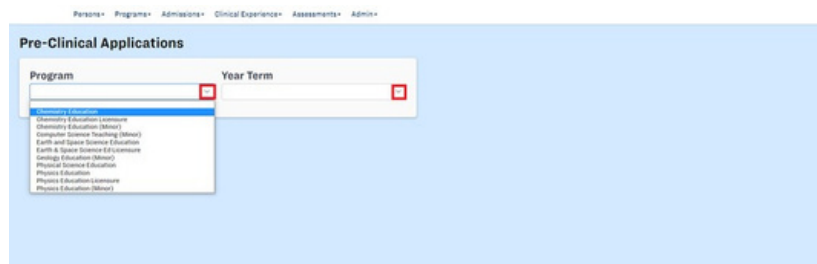 Persons▾ Programs▾ Admissions▾ Clinical Experience▾ Assessments▾ Admin▾
Pre-Clinical Applications
Program Year Term
Chemistry Education
Chemistry Education Licensure
Chemistry Education (Minor)
Computer Science Teaching (Minor)
Earth and Space Science Education
Earth & Space Science Ed Licensure
Geology Education (Minor)
Physical Science Education
Physics Education
Physics Education Licensure
Physics Education (Minor)